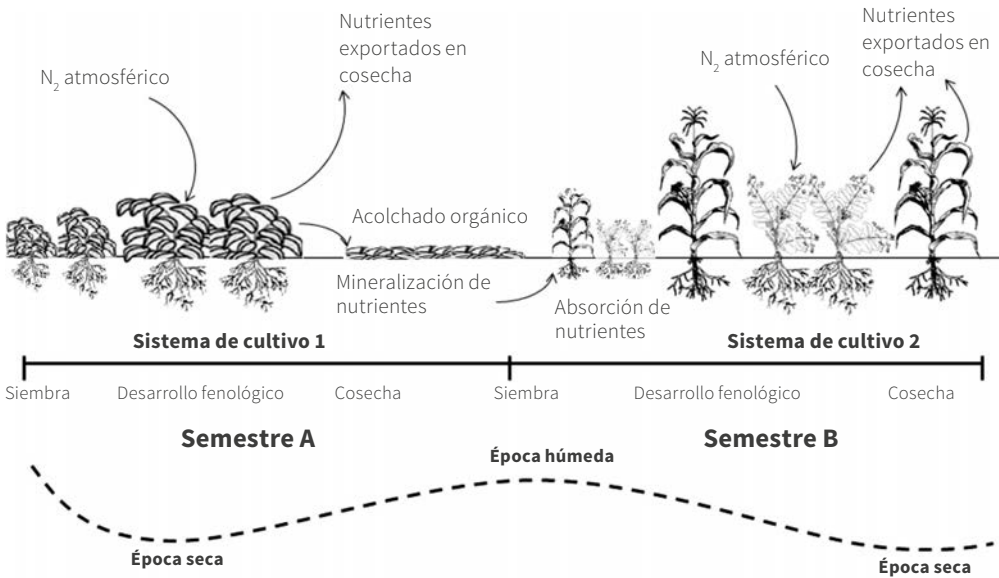 Nutrientes
exportados en
cosecha
N₂ atmosférico
Nutrientes
exportados en
cosecha
N₂ atmosférico
Acolchado orgánico
Mineralización de
nutrientes
Absorción de
nutrientes
Sistema de cultivo 1
Sistema de cultivo 2
Siembra
Desarrollo fenológico
Cosecha
Siembra
Desarrollo fenológico
Cosecha
Semestre A
Semestre B
Época húmeda
Época seca
Época seca